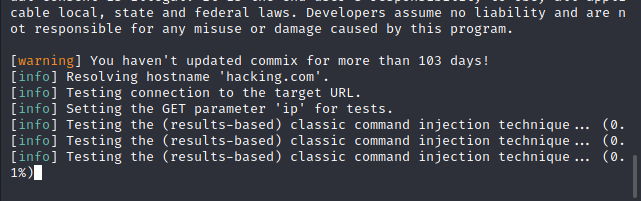 cable local, state and federal laws. Developers assume no liability and are n
ot responsible for any misuse or damage caused by this program.
[warning] You haven't updated commix for more than 103 days!
[info] Resolving hostname 'hacking.com'.
[info] Testing connection to the target URL.
[info] Setting the GET parameter 'ip' for tests.
[info] Testing the (results-based) classic command injection technique... (0.
[info] Testing the (results-based) classic command injection technique... (0.
[info] Testing the (results-based) classic command injection technique... (0.
1%)